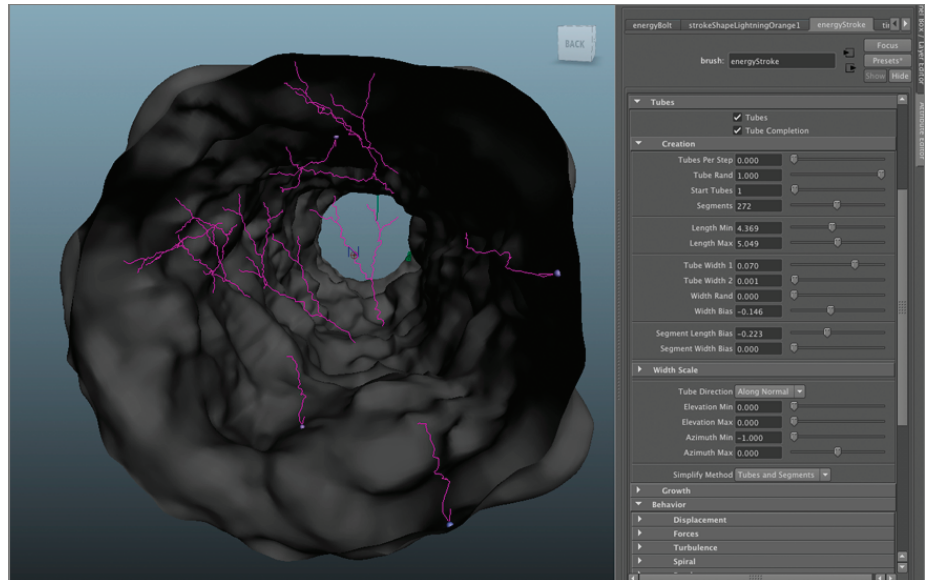 BACK
energyBolt strokeShapeLightningOrange1 energyStroke
brush: energyStroke
Focus
Presets*
Show Hide
Tubes
Tubes
Tube Completion
Creation
Tubes Per Step 0.000
Tube Rand 1.000
Start Tubes 1
Segments 272
Length Min 4.369
Length Max 5.049
Tube Width 1 0.070
Tube Width 2 0.001
Width Rand 0.000
Width Bias -0.146
Segment Length Bias -0.223
Segment Width Bias 0.000
Width Scale
Tube Direction Along Normal
Elevation Min 0.000
Elevation Max 0.000
Azimuth Min -1.000
Azimuth Max 0.000
Simplify Method Tubes and Segments
Growth
Behavior
Displacement
Forces
Turbulence
Spiral
Box / Layer Editor
Attribute Editor